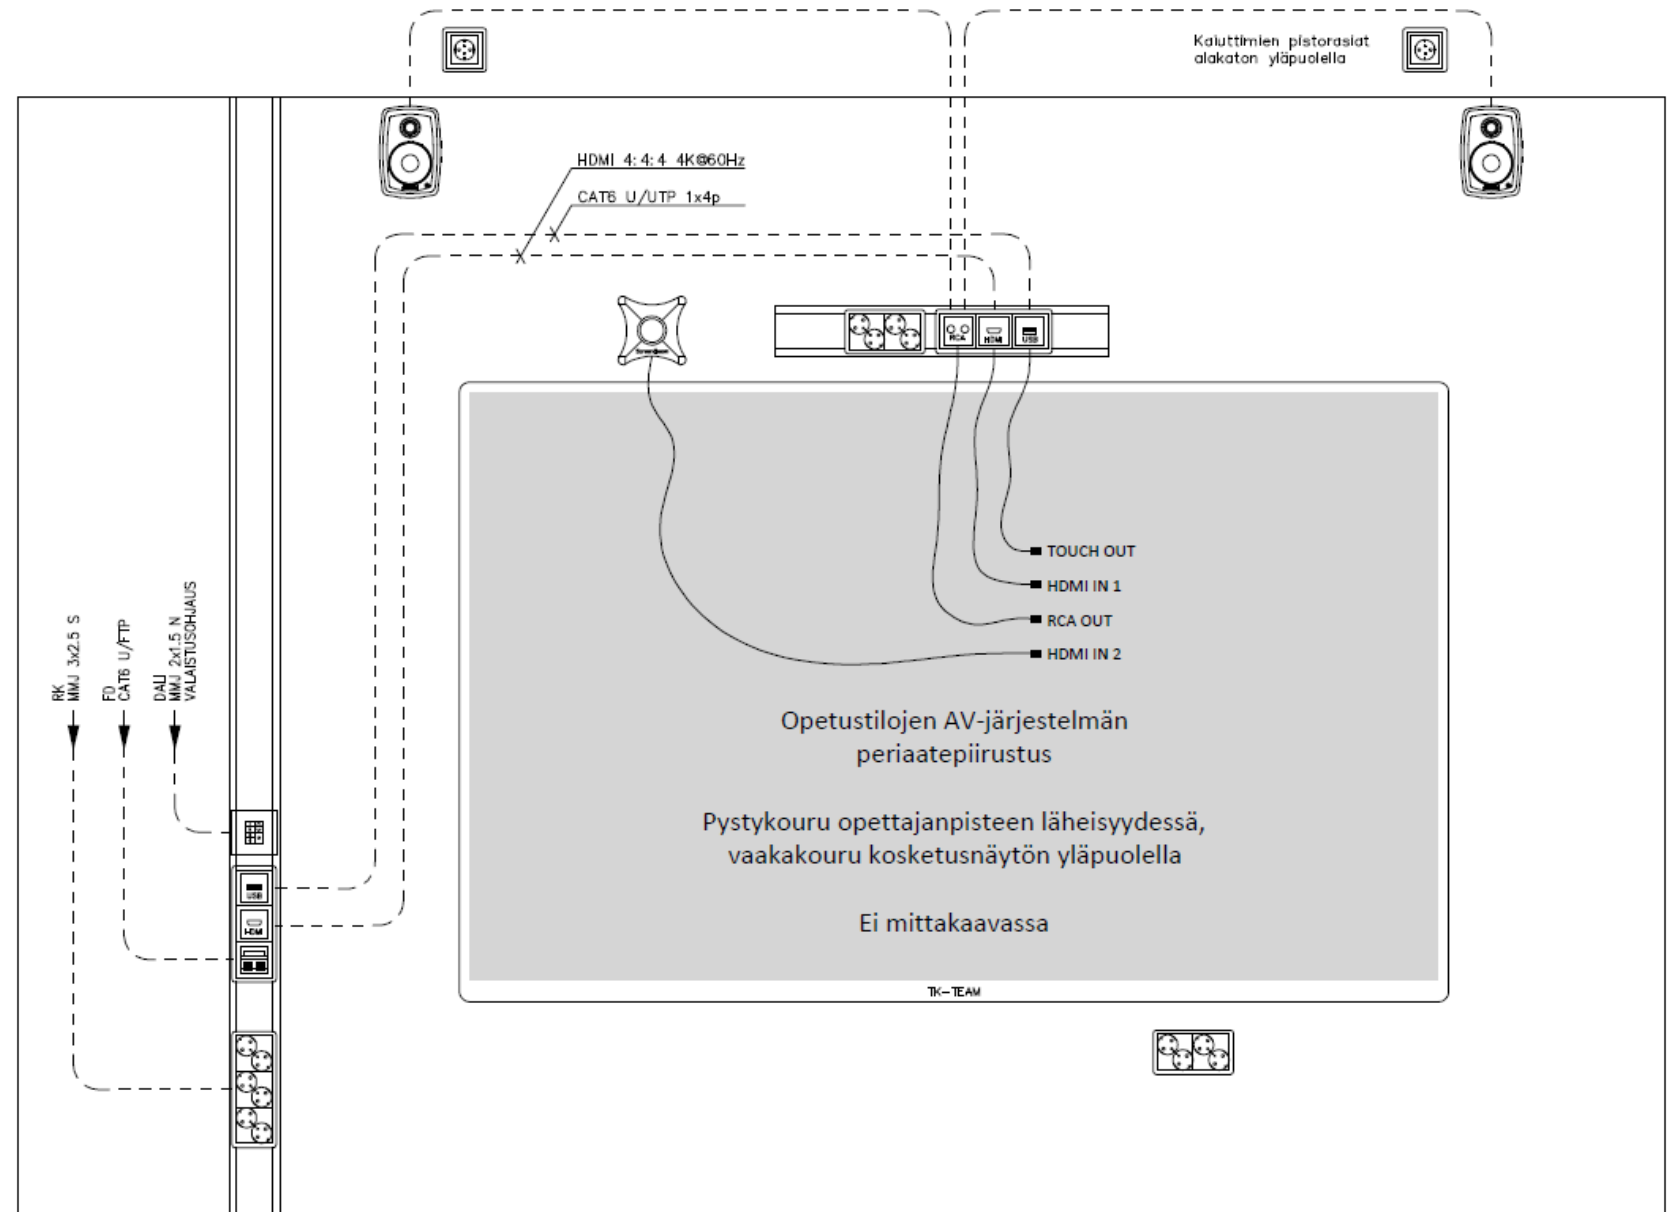 Kaiuttimien pistorasiat
alakaton yläpuolella
HDMI 4:4:4 4K@60Hz
CAT6 U/UTP 1x4p
RCA
HDMI
USB
TOUCH OUT
HDMI IN 1
RCA OUT
HDMI IN 2
RK
MMJ 3x2.5 S
FD
CAT6 U/FTP
DALI
MMJ 2x1.5 N
VALAISTUSOHJAUS
Opetustilojen AV-järjestelmän
periaatepiirustus
Pystykouru opettajanpisteen läheisyydessä,
vaakakouru kosketusnäytön yläpuolella
Ei mittakaavassa
USB
HDMI
TK-TEAM